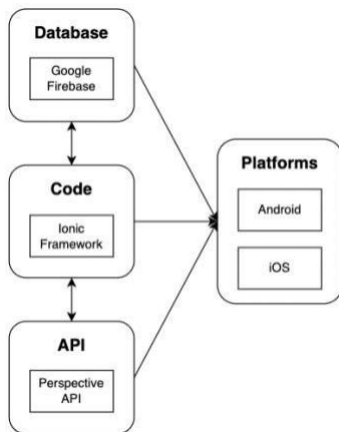 Database
Google
Firebase
Code
Ionic
Framework
API
Perspective
API
Platforms
Android
iOS